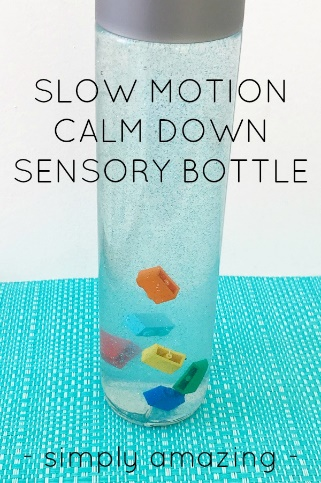 SLOW MOTION
CALM DOWN
SENSORY BOTTLE
- simply amazing -